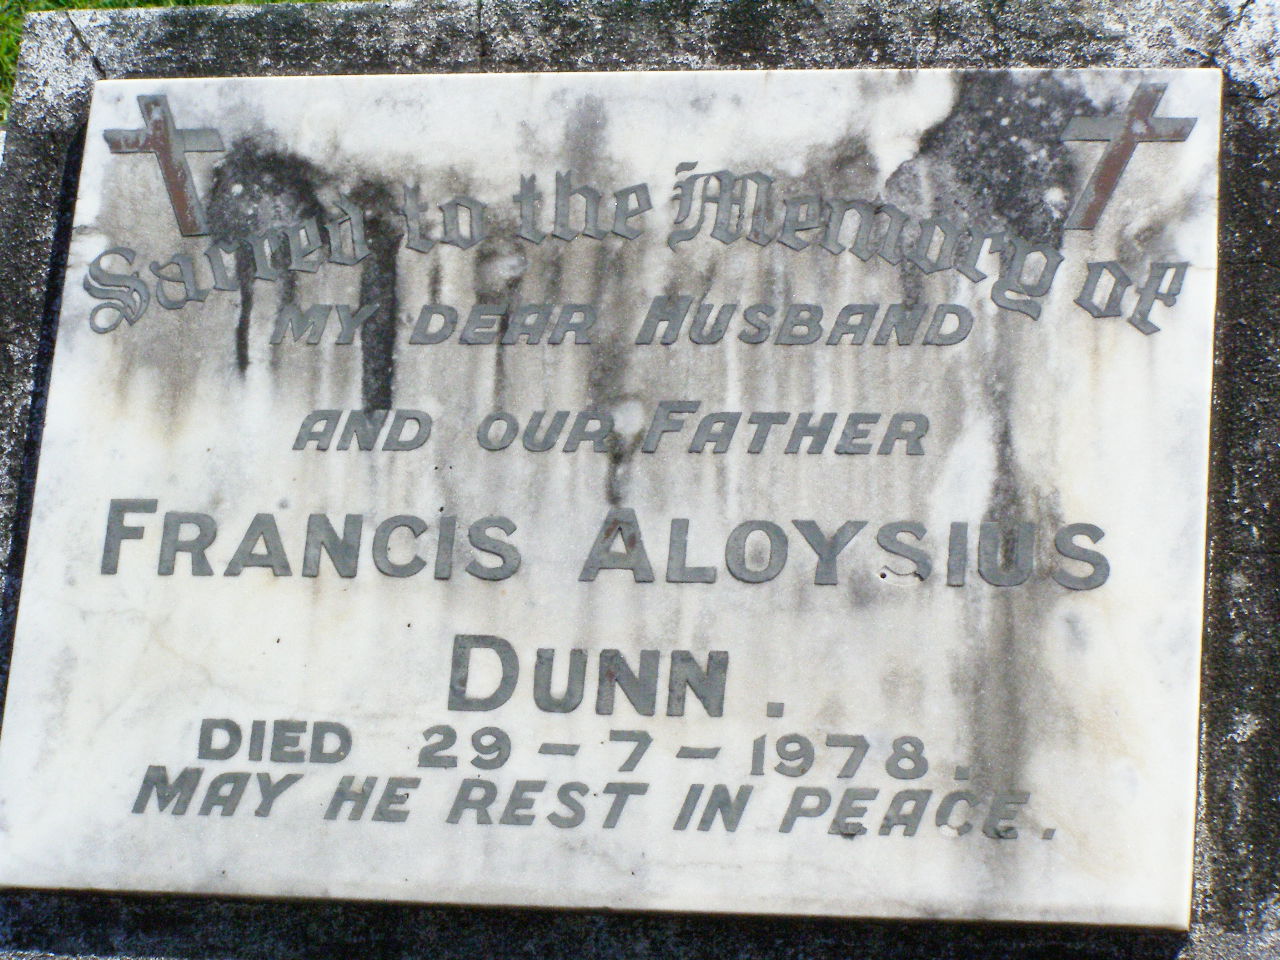 Sacred to the Memory of
MY DEAR HUSBAND
AND OUR FATHER
FRANCIS ALOYSIUS
DUNN.
DIED 29-7-1978.
MAY HE REST IN PEACE.